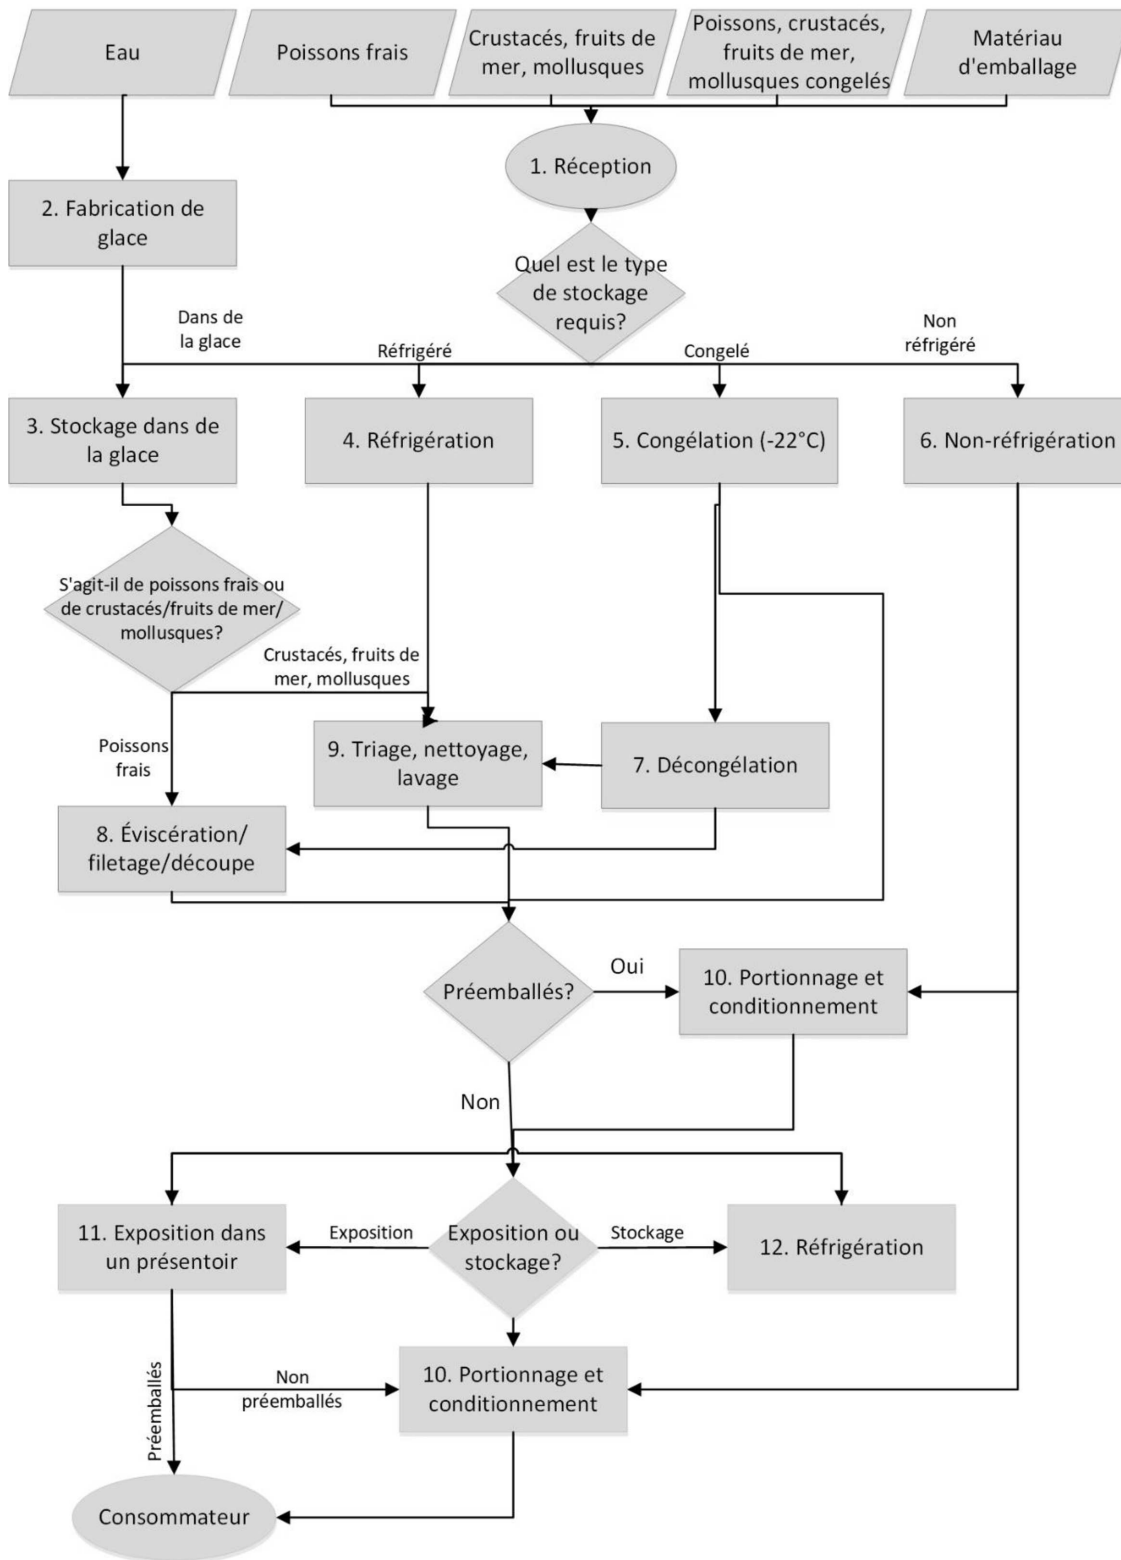 Eau
Poissons frais
Crustacés, fruits de
mer, mollusques
Poissons, crustacés,
fruits de mer,
mollusques congelés
Matériau
d'emballage
1. Réception
2. Fabrication de
glace
Quel est le type
de stockage
requis?
Dans de
la glace
Réfrigéré
Congelé
Non
réfrigéré
3. Stockage dans de
la glace
4. Réfrigération
5. Congélation (-22°C)
6. Non-réfrigération
S'agit-il de poissons frais ou
de crustacés/fruits de mer/
mollusques?
Crustacés, fruits de
mer, mollusques
Poissons
frais
9. Triage, nettoyage,
lavage
7. Décongélation
8. Éviscération/
filetage/découpe
Préemballés?
Oui
10. Portionnage et
conditionnement
Non
11. Exposition dans
un présentoir
Exposition
Exposition ou
stockage?
Stockage
12. Réfrigération
Préemballés
Non
préemballés
10. Portionnage et
conditionnement
Consommateur